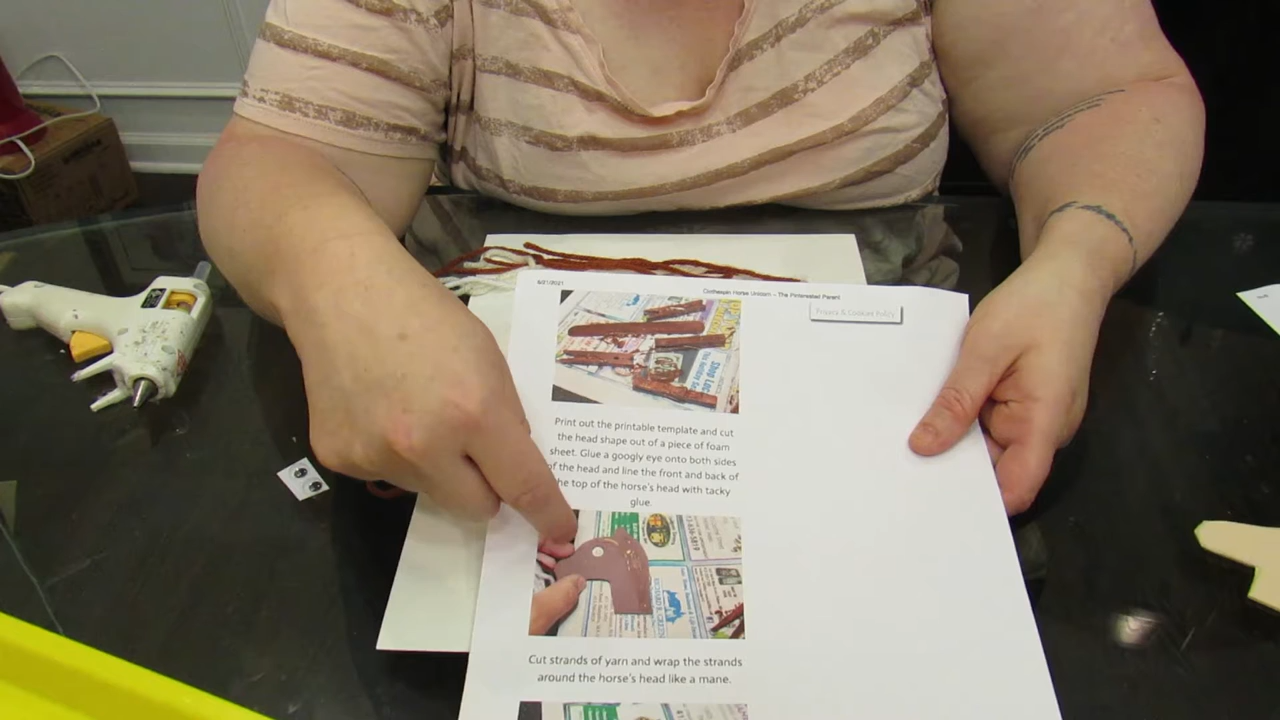 6/21/2021
Clothespin Horse Unicorn – The Pinterested Parent
Privacy & Cookies Policy
Print out the printable template and cut
the head shape out of a piece of foam
sheet. Glue a googly eye onto both sides
of the head and line the front and back of
the top of the horse's head with tacky
glue.
Cut strands of yarn and wrap the strands
around the horse's head like a mane.